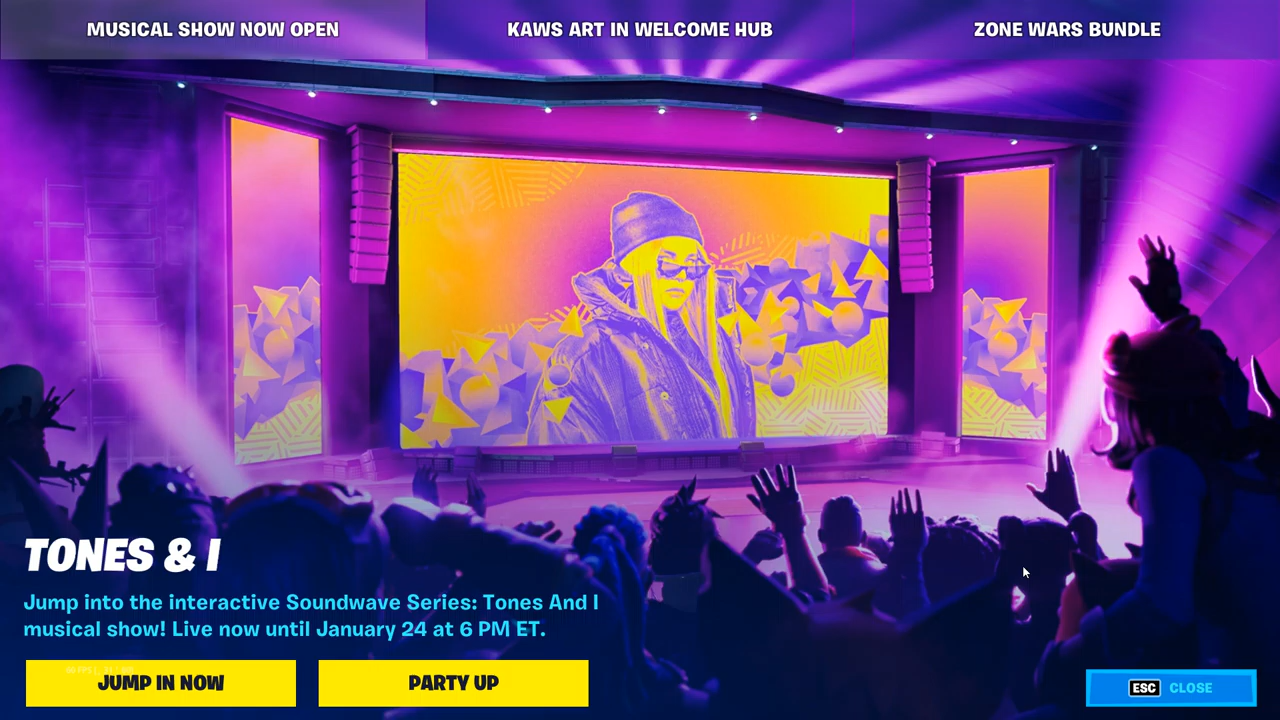 MUSICAL SHOW NOW OPEN
KAWS ART IN WELCOME HUB
ZONE WARS BUNDLE
TONES & I
Jump into the interactive Soundwave Series: Tones And I
musical show! Live now until January 24 at 6 PM ET.
JUMP IN NOW
PARTY UP
ESC CLOSE